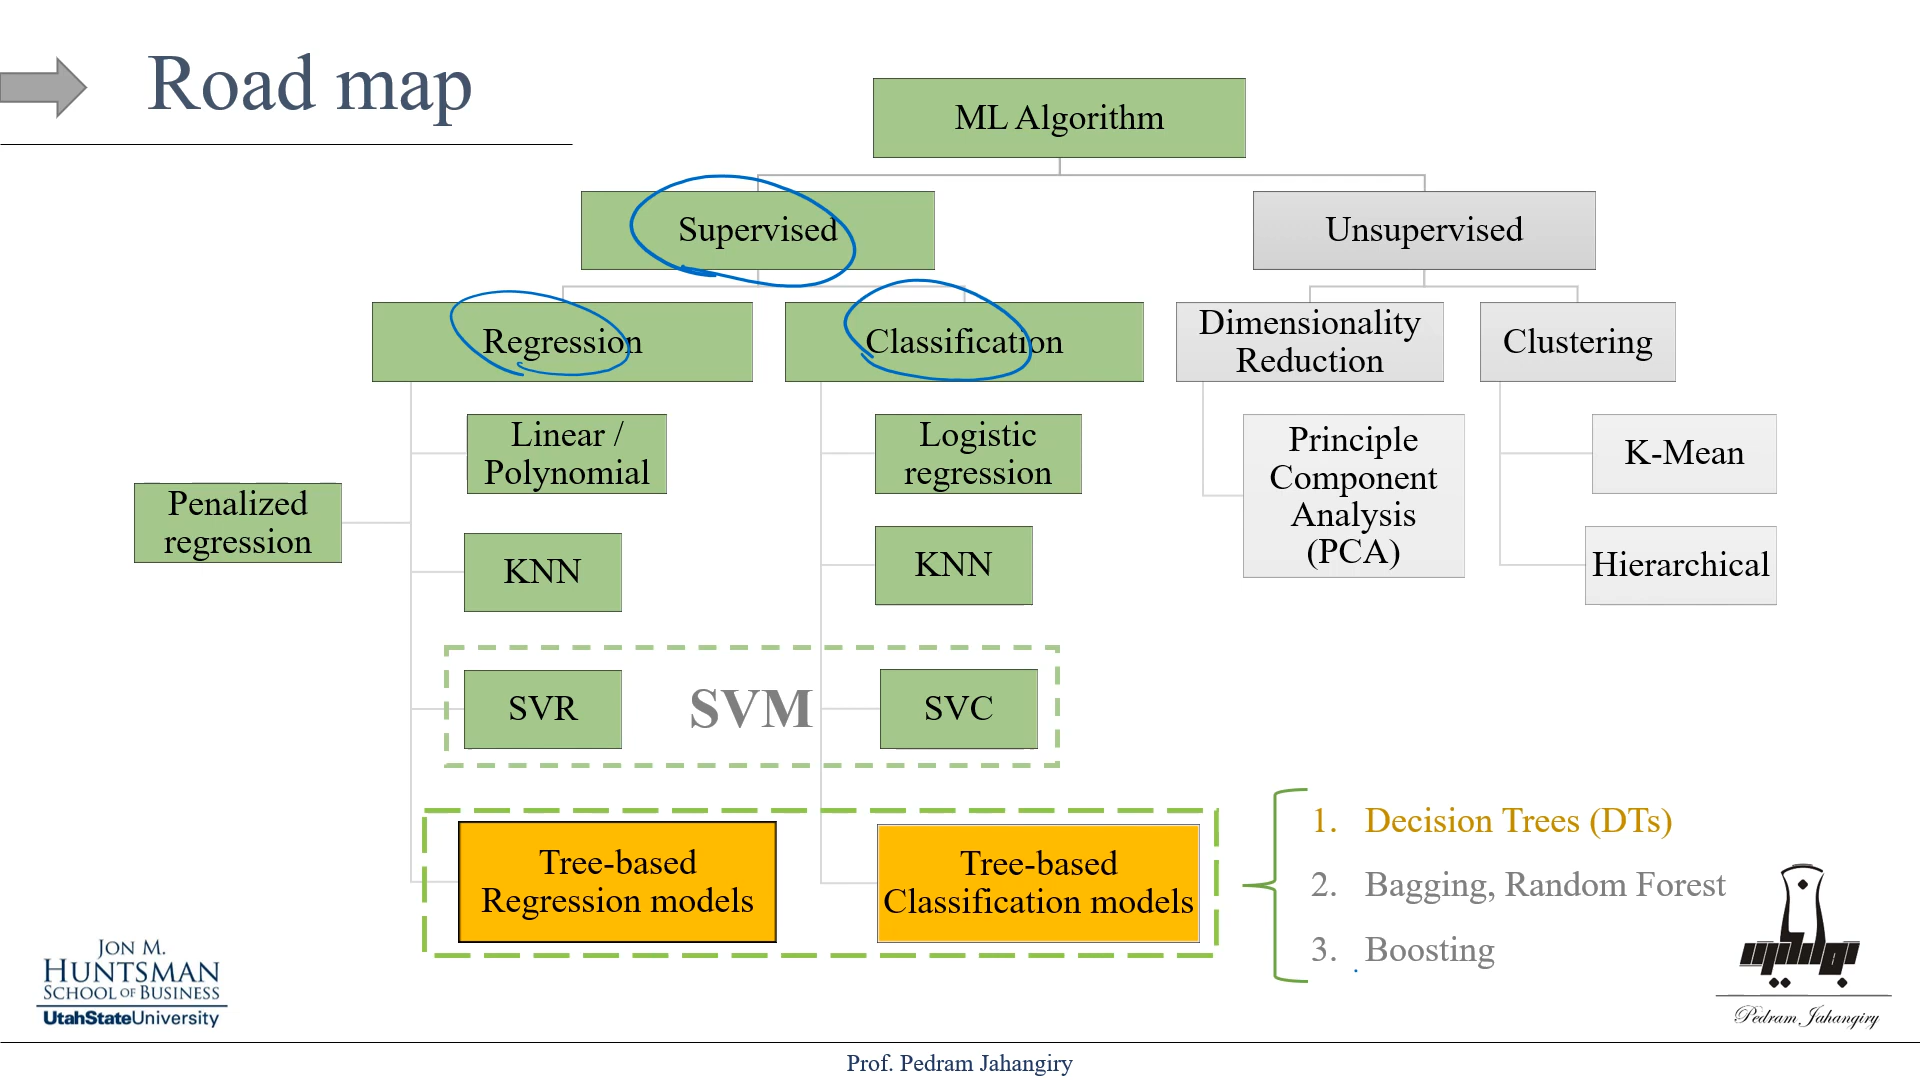 Road map
ML Algorithm
Supervised
Unsupervised
Regression
Classification
Dimensionality
Reduction
Clustering
Linear /
Polynomial
Logistic
regression
Principle
Component
Analysis
(PCA)
K-Mean
Penalized
regression
KNN
KNN
Hierarchical
SVR
SVM
SVC
Tree-based
Regression models
Tree-based
Classification models
1. Decision Trees (DTs)
2. Bagging, Random Forest
3. Boosting
JON M.
HUNTSMAN
SCHOOL OF BUSINESS
UtahStateUniversity
Pedram Jahangiry
Prof. Pedram Jahangiry